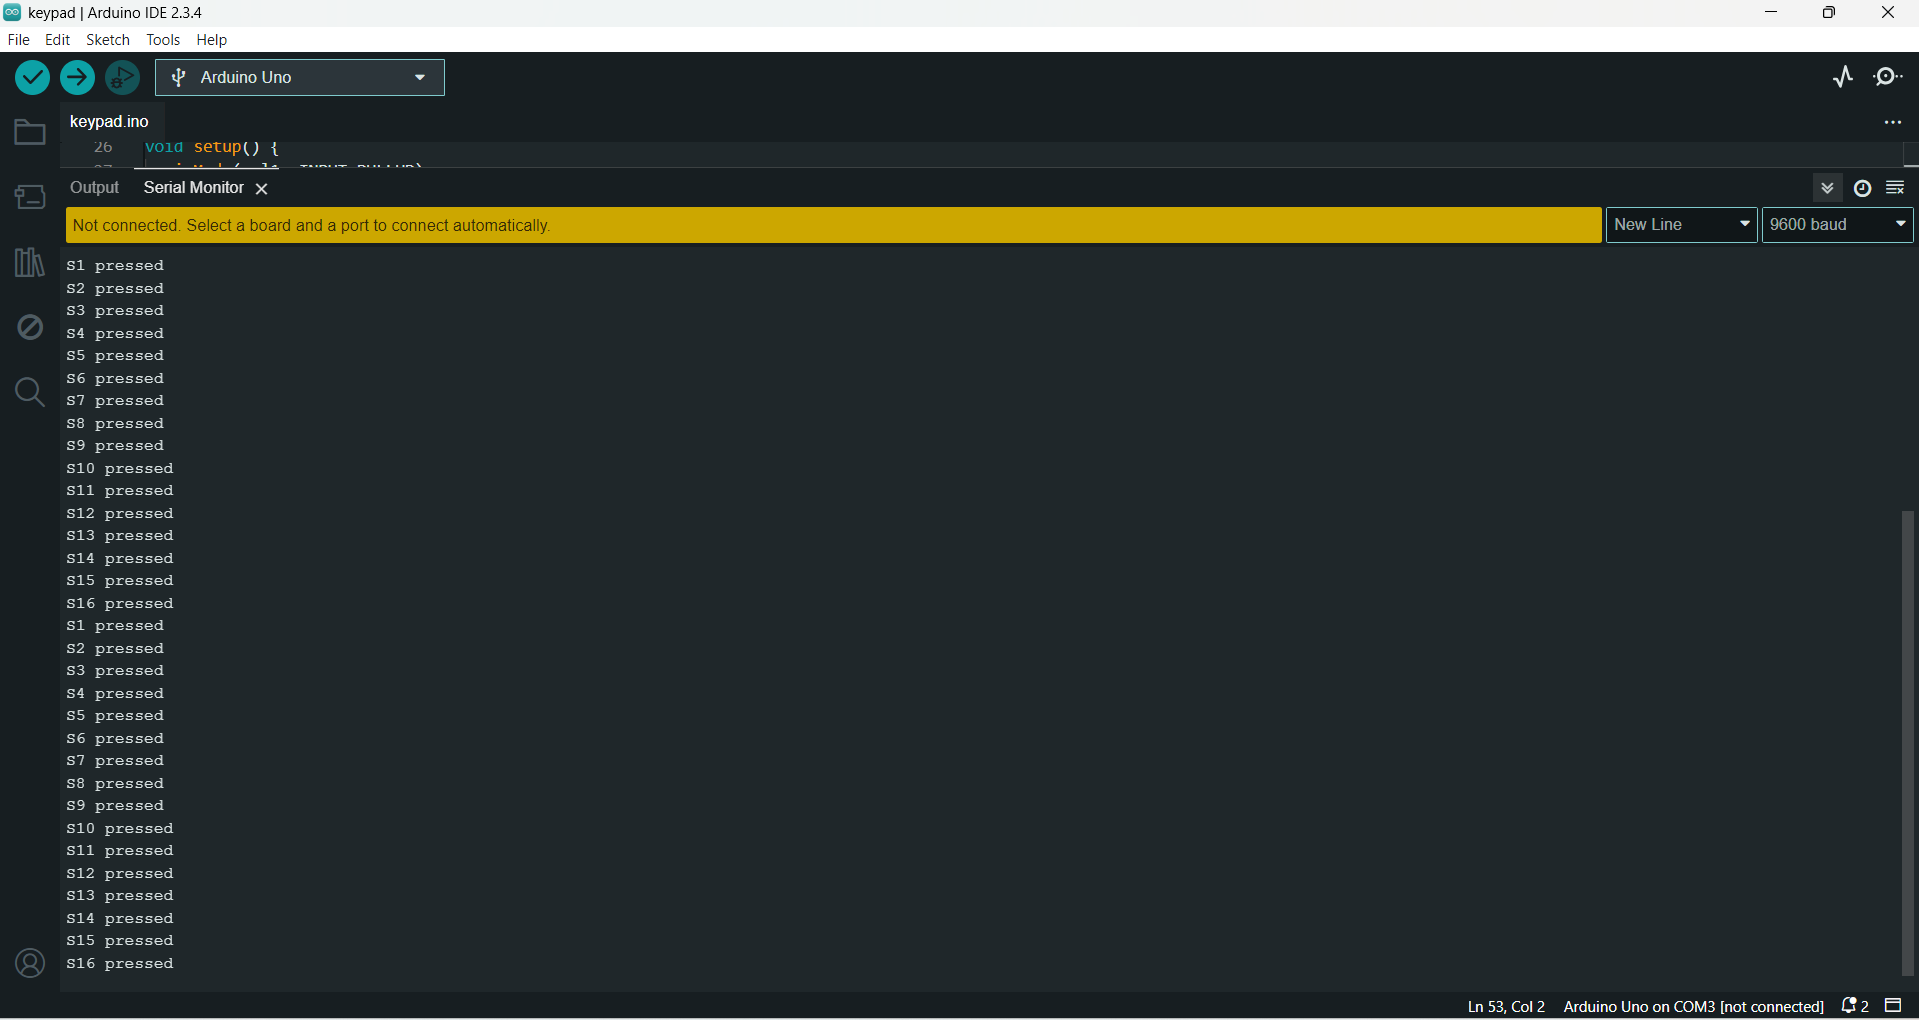 keypad | Arduino IDE 2.3.4
File Edit Sketch Tools Help
Arduino Uno
keypad.ino
26 void setup() {
Output Serial Monitor
Not connected. Select a board and a port to connect automatically.
New Line
9600 baud
S1 pressed
S2 pressed
S3 pressed
S4 pressed
S5 pressed
S6 pressed
S7 pressed
S8 pressed
S9 pressed
S10 pressed
S11 pressed
S12 pressed
S13 pressed
S14 pressed
S15 pressed
S16 pressed
S1 pressed
S2 pressed
S3 pressed
S4 pressed
S5 pressed
S6 pressed
S7 pressed
S8 pressed
S9 pressed
S10 pressed
S11 pressed
S12 pressed
S13 pressed
S14 pressed
S15 pressed
S16 pressed
Ln 53, Col 2 Arduino Uno on COM3 [not connected] 2